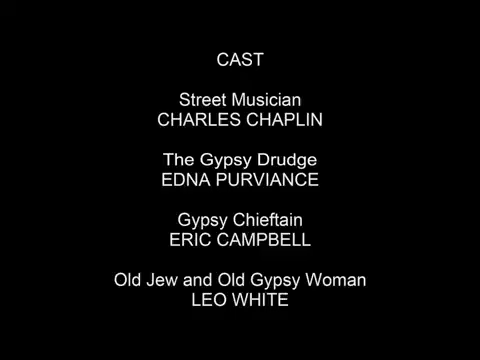 CAST
Street Musician
CHARLES CHAPLIN
The Gypsy Drudge
EDNA PURVIANCE
Gypsy Chieftain
ERIC CAMPBELL
Old Jew and Old Gypsy Woman
LEO WHITE